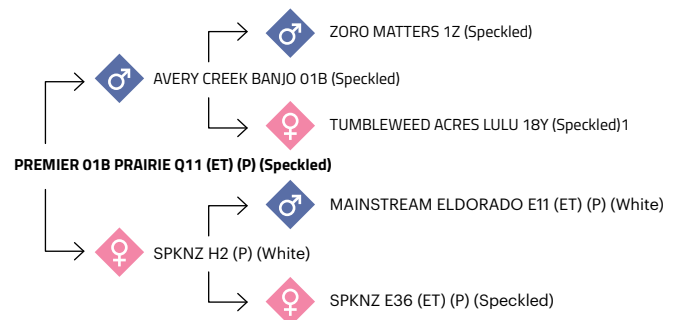 ZORO MATTERS 1Z (Speckled)
AVERY CREEK BANJO 01B (Speckled)
TUMBLEWEED ACRES LULU 18Y (Speckled)1
PREMIER 01B PRAIRIE Q11 (ET) (P) (Speckled)
MAINSTREAM ELDORADO E11 (ET) (P) (White)
SPKNZ H2 (P) (White)
SPKNZ E36 (ET) (P) (Speckled)